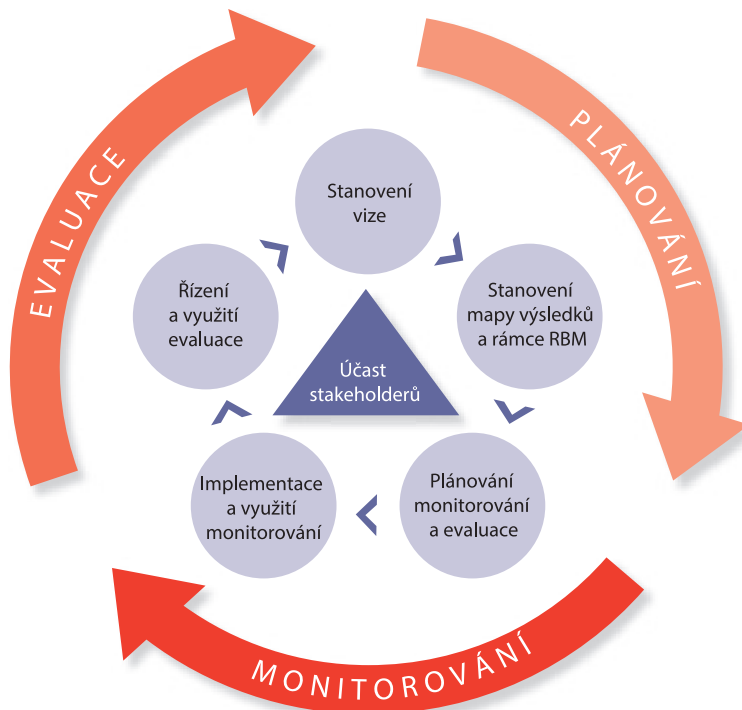 EVALUACE
PLÁNOVÁNÍ
Stanovení
vize
Řízení
a využití
evaluace
Stanovení
mapy výsledků
a rámce RBM
Účast
stakeholderů
Implementace
a využití
monitorování
Plánování
monitorování
a evaluace
MONITOROVÁNÍ